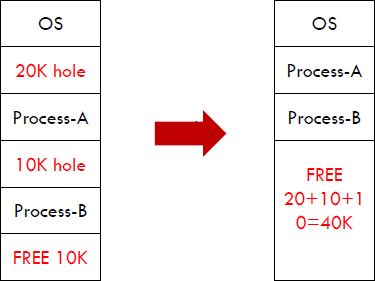 OS
20K hole
Process-A
10K hole
Process-B
FREE 10K
OS
Process-A
Process-B
FREE
20+10+1
0=40K